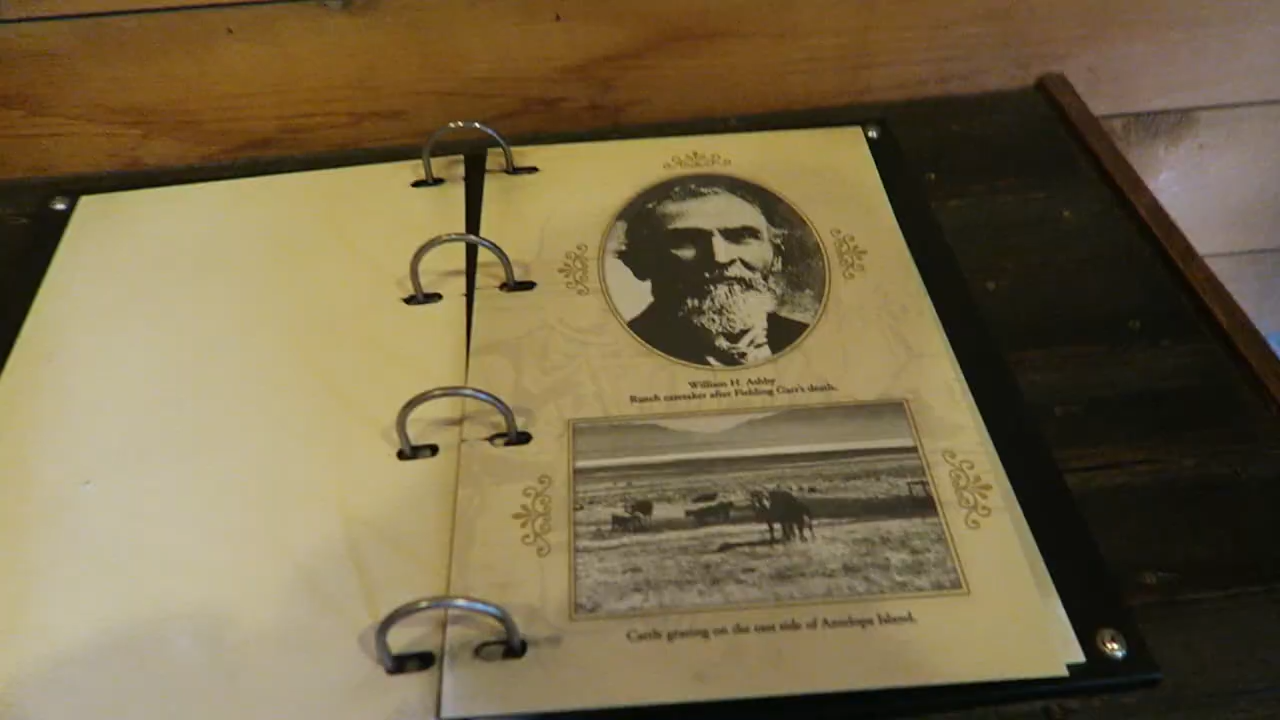 William H. Ashby
Ranch caretaker after Fielding Garr's death.
Cattle grazing on the east side of Antelope Island.